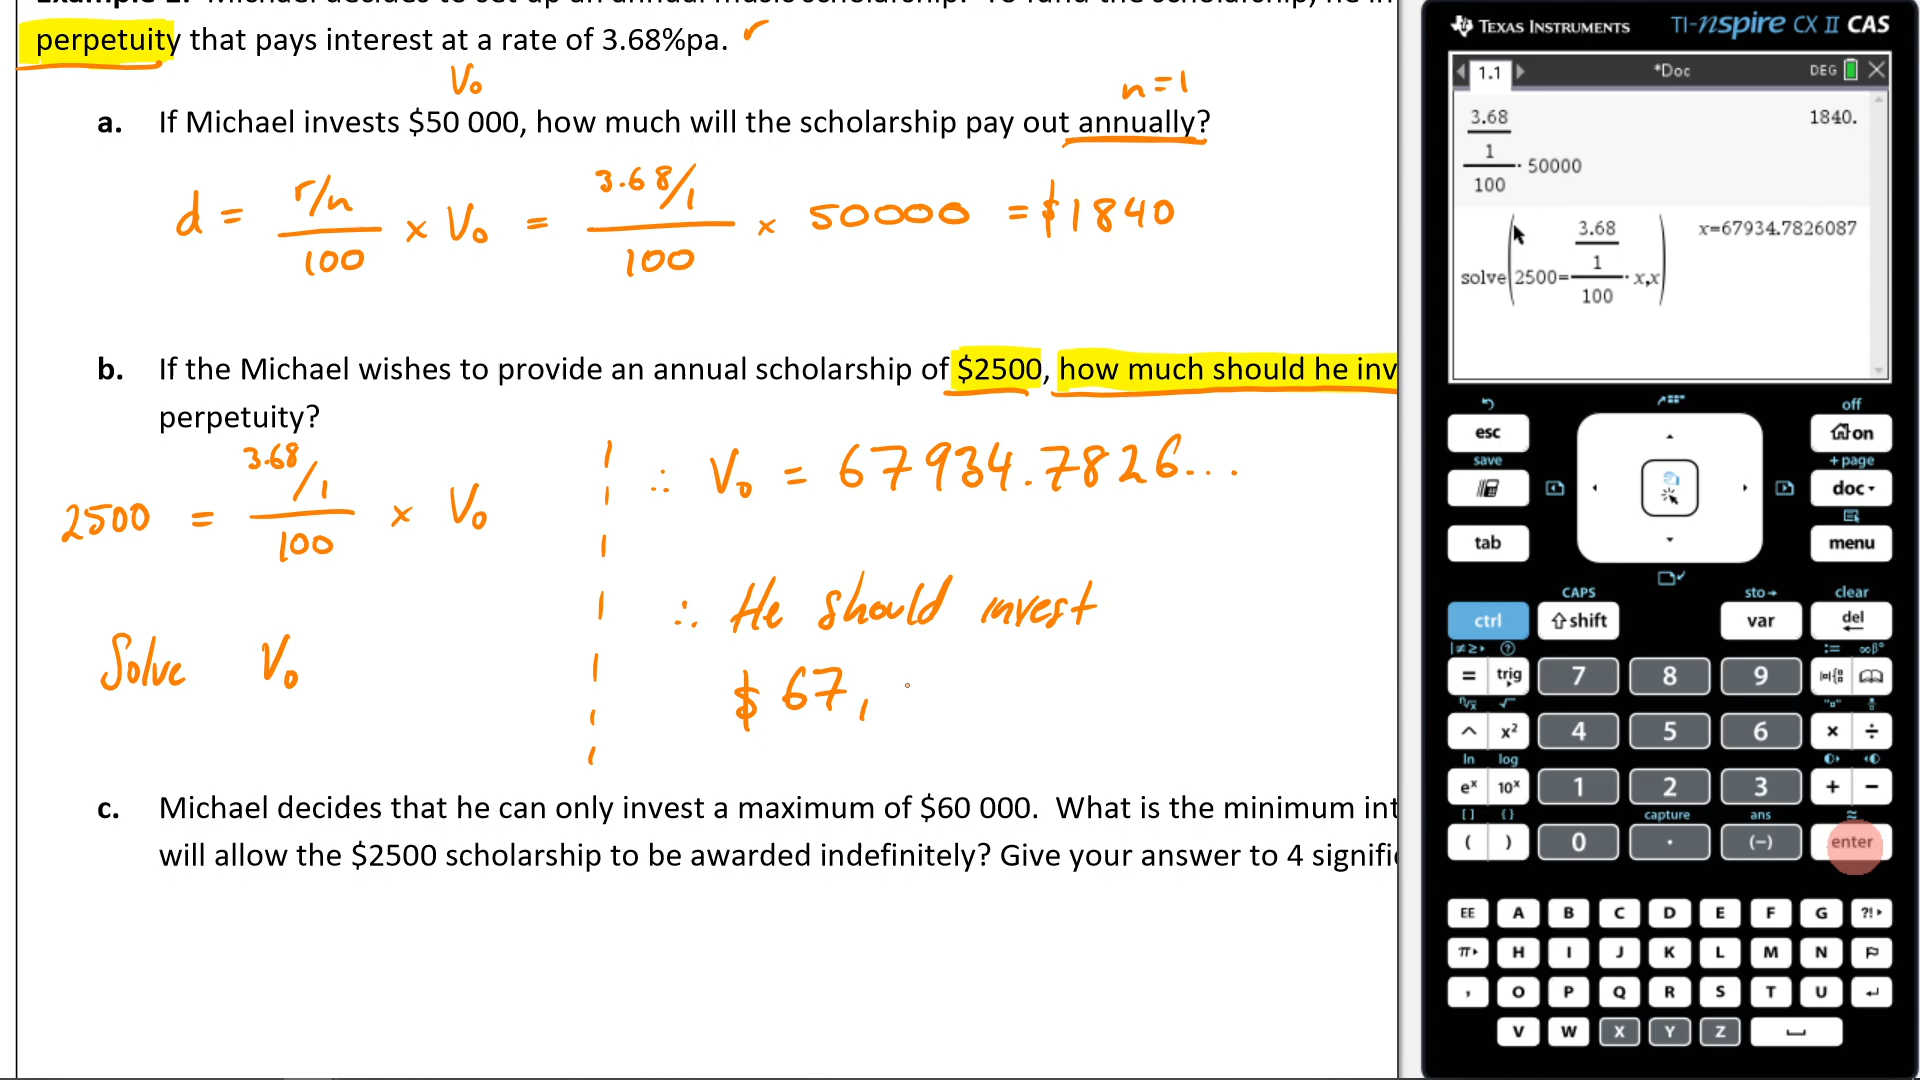 perpetuity that pays interest at a rate of 3.68%pa. r
V₀
n=1
a. If Michael invests $50 000, how much will the scholarship pay out annually?
d = r/n / 100 × V₀ = 3.68/1 / 100 × 50000 = $1840
b. If the Michael wishes to provide an annual scholarship of $2500, how much should he inv
perpetuity?
2500 = 3.68/1 / 100 × V₀
Solve V₀
∴ V₀ = 67934.7826...
∴ He should invest
$67,
c. Michael decides that he can only invest a maximum of $60 000. What is the minimum int
will allow the $2500 scholarship to be awarded indefinitely? Give your answer to 4 signifi
TEXAS INSTRUMENTS TI-nspire CX II CAS
1.1 *Doc DEG
3.68/1 / 100 · 50000 1840.
solve(2500= 3.68/1 / 100 · x,x) x=67934.7826087
off
esc on
save +page
doc
tab menu
CAPS sto→ clear
ctrl shift var del
= trig 7 8 9
^ x² 4 5 6 × ÷
ln log
eˣ 10ˣ 1 2 3 + −
[ ] { } capture ans ≈
( ) 0 . (−) enter
EE A B C D E F G ?!
π H I J K L M N
, O P Q R S T U
V W X Y Z